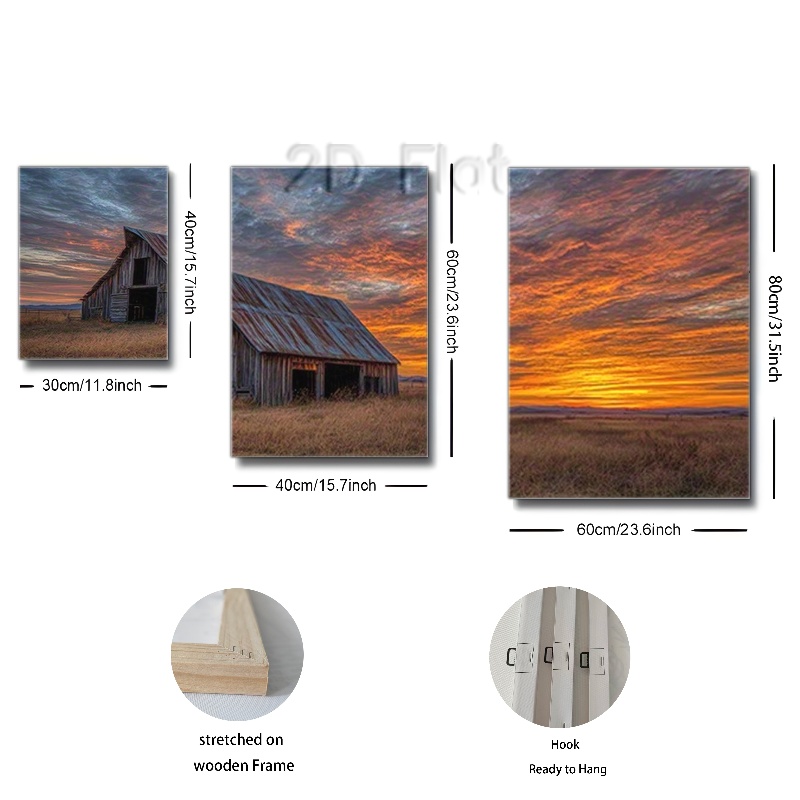 2D Flat
40cm/15.7inch
60cm/23.6inch
80cm/31.5inch
30cm/11.8inch
40cm/15.7inch
60cm/23.6inch
stretched on
wooden Frame
Hook
Ready to Hang